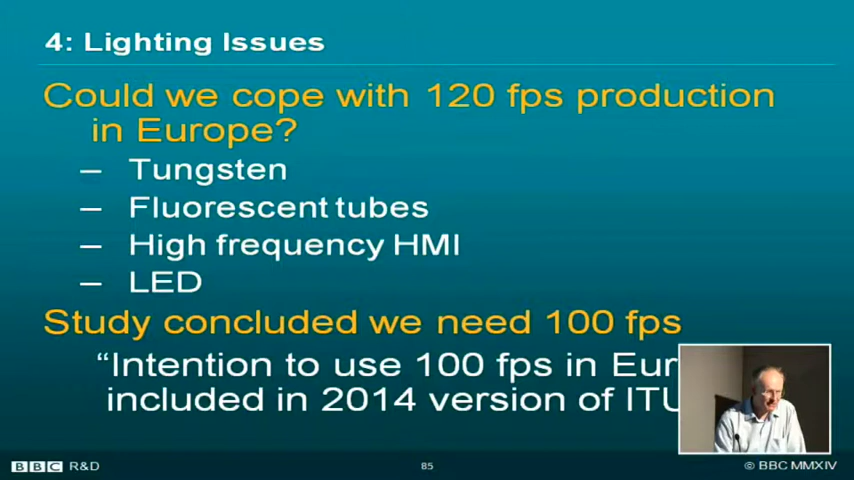 4: Lighting Issues
Could we cope with 120 fps production
in Europe?
– Tungsten
– Fluorescent tubes
– High frequency HMI
– LED
Study concluded we need 100 fps
“Intention to use 100 fps in Eur
included in 2014 version of ITU
BBC R&D
85
© BBC MMXIV